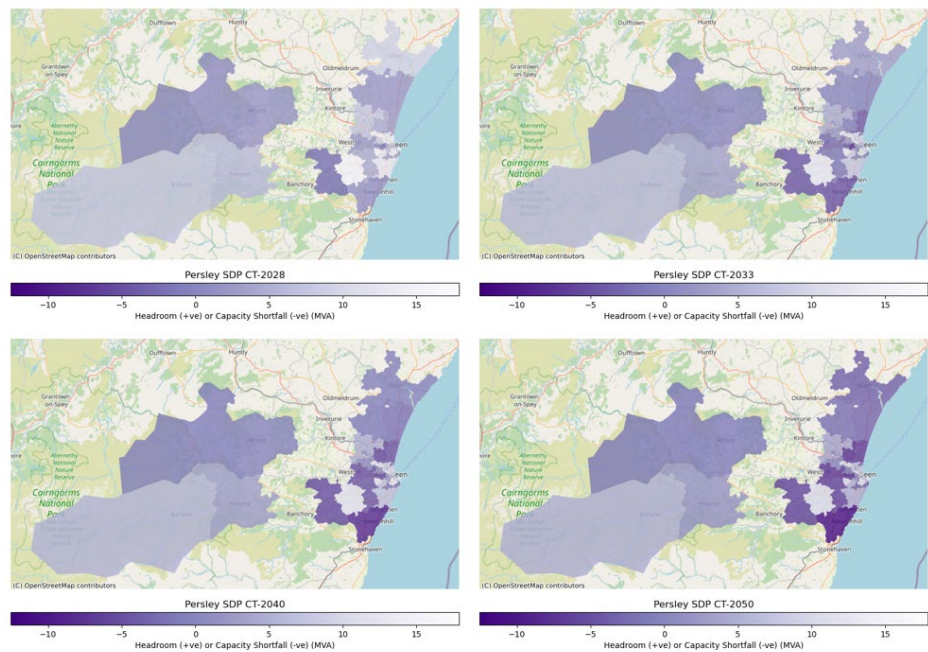 Dufftown
Huntly
Grantown
on-Spey
Oldmeldrum
Inverurie
Kintore
Abernethy
National
Nature
Reserve
Cairngorms
National
Banchory
Stonehaven
(C) OpenStreetMap contributors
Persley SDP CT-2028
−10 −5 0 5 10 15
Headroom (+ve) or Capacity Shortfall (-ve) (MVA)
Dufftown
Huntly
Grantown
on-Spey
Oldmeldrum
Inverurie
Kintore
Abernethy
National
Nature
Reserve
Cairngorms
National
Banchory
Stonehaven
(C) OpenStreetMap contributors
Persley SDP CT-2033
−10 −5 0 5 10 15
Headroom (+ve) or Capacity Shortfall (-ve) (MVA)
Dufftown
Huntly
Grantown
on-Spey
Oldmeldrum
Inverurie
Kintore
Abernethy
National
Nature
Reserve
Cairngorms
National
Banchory
Stonehaven
(C) OpenStreetMap contributors
Persley SDP CT-2040
−10 −5 0 5 10 15
Headroom (+ve) or Capacity Shortfall (-ve) (MVA)
Dufftown
Huntly
Grantown
on-Spey
Oldmeldrum
Inverurie
Kintore
Abernethy
National
Nature
Reserve
Cairngorms
National
Banchory
Stonehaven
(C) OpenStreetMap contributors
Persley SDP CT-2050
−10 −5 0 5 10 15
Headroom (+ve) or Capacity Shortfall (-ve) (MVA)